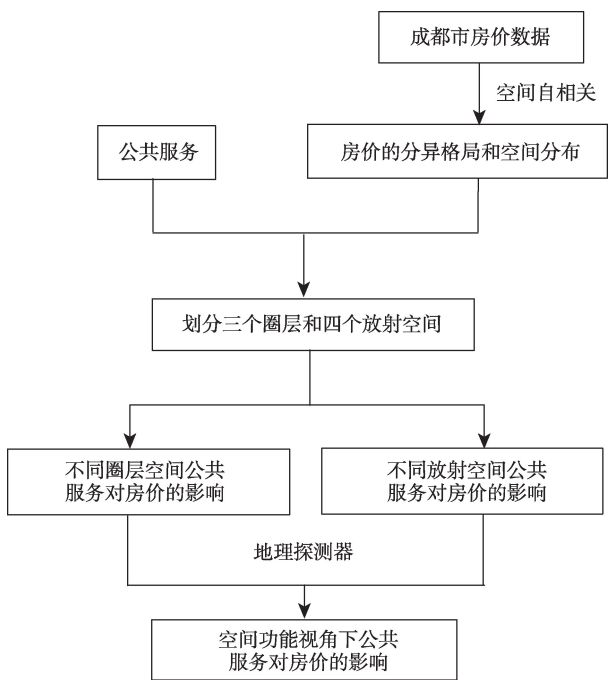 成都市房价数据
空间自相关
公共服务
房价的分异格局和空间分布
划分三个圈层和四个放射空间
不同圈层空间公共
服务对房价的影响
不同放射空间公共
服务对房价的影响
地理探测器
空间功能视角下公共
服务对房价的影响